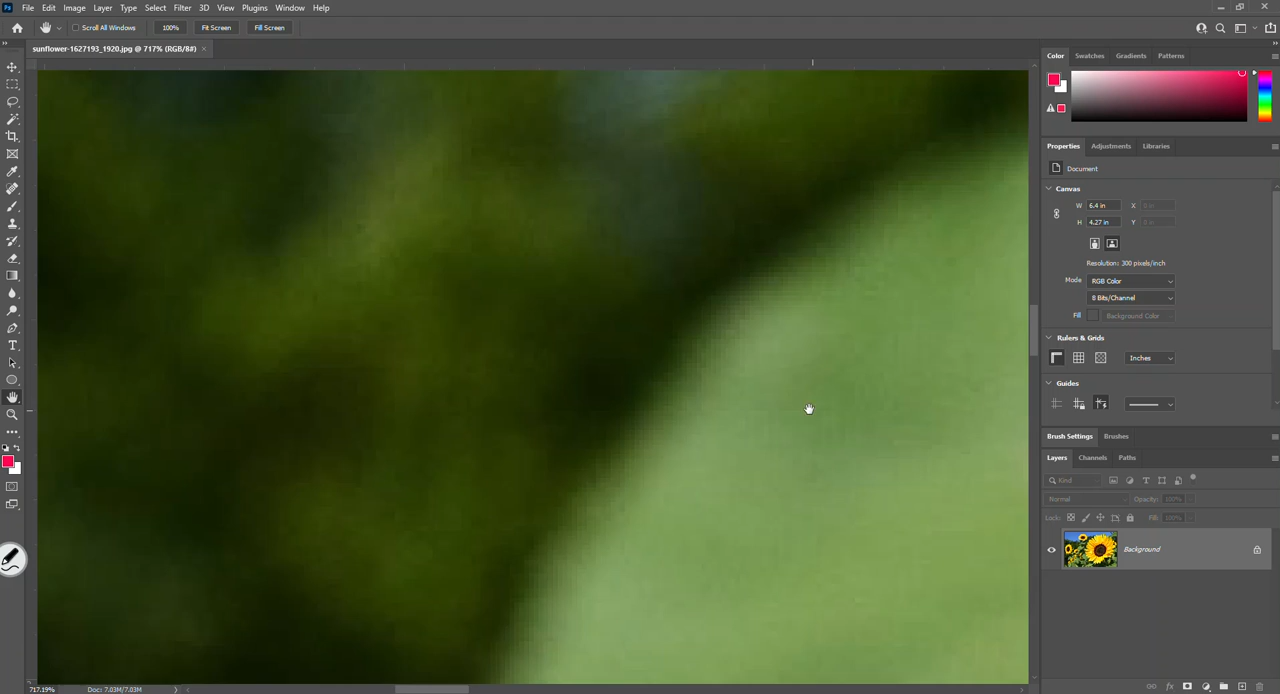 Ps File Edit Image Layer Type Select Filter 3D View Plugins Window Help
Scroll All Windows 100% Fit Screen Fill Screen
sunflower-1627193_1920.jpg @ 717% (RGB/8#) ×
Color Swatches Gradients Patterns
Properties Adjustments Libraries
Document
Canvas
W 6.4 in X
H 4.27 in Y
Resolution: 300 pixels/inch
Mode RGB Color
8 Bits/Channel
Fill Background Color
Rulers & Grids
Inches
Guides
Brush Settings Brushes
Layers Channels Paths
Kind
Normal Opacity: 100%
Lock: Fill: 100%
Background
717.19% Doc: 7.03M/7.03M